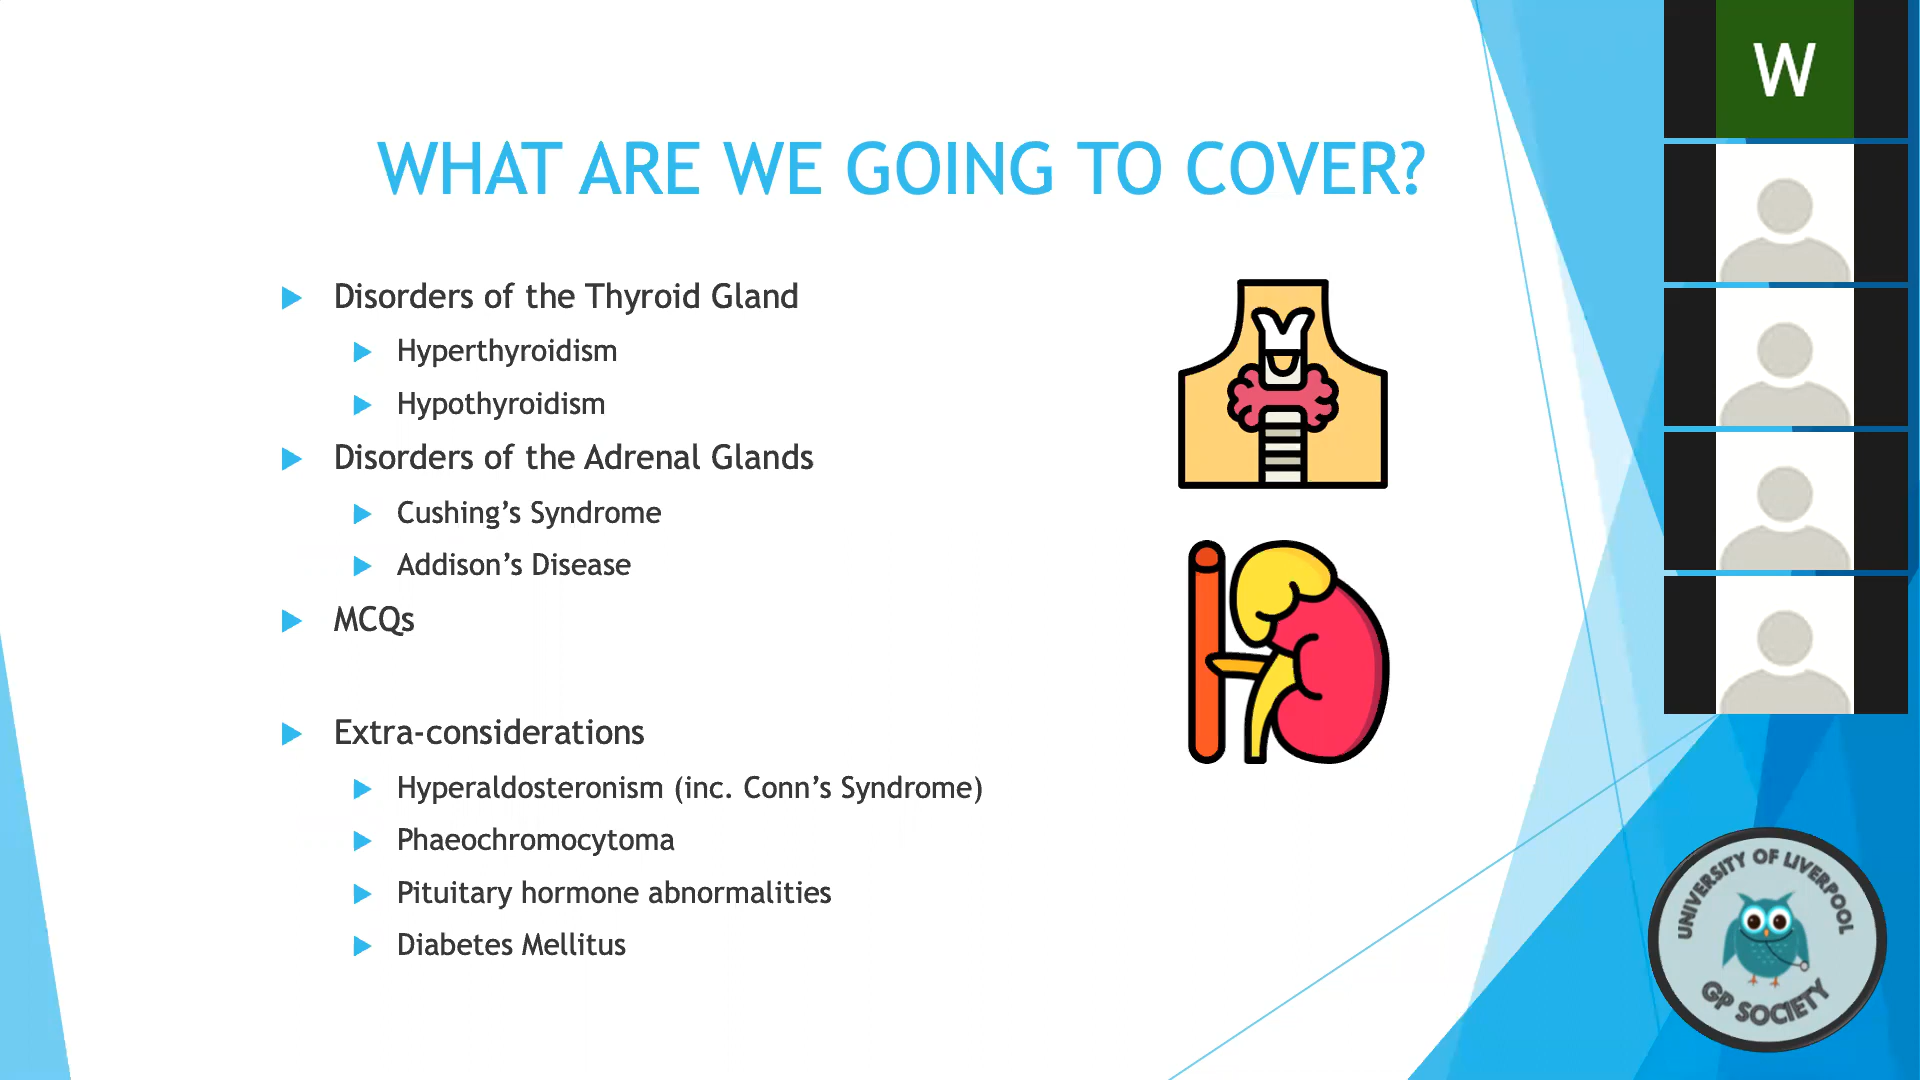 WHAT ARE WE GOING TO COVER?
Disorders of the Thyroid Gland
Hyperthyroidism
Hypothyroidism
Disorders of the Adrenal Glands
Cushing’s Syndrome
Addison’s Disease
MCQs
Extra-considerations
Hyperaldosteronism (inc. Conn’s Syndrome)
Phaeochromocytoma
Pituitary hormone abnormalities
Diabetes Mellitus
W
UNIVERSITY OF LIVERPOOL
GP SOCIETY